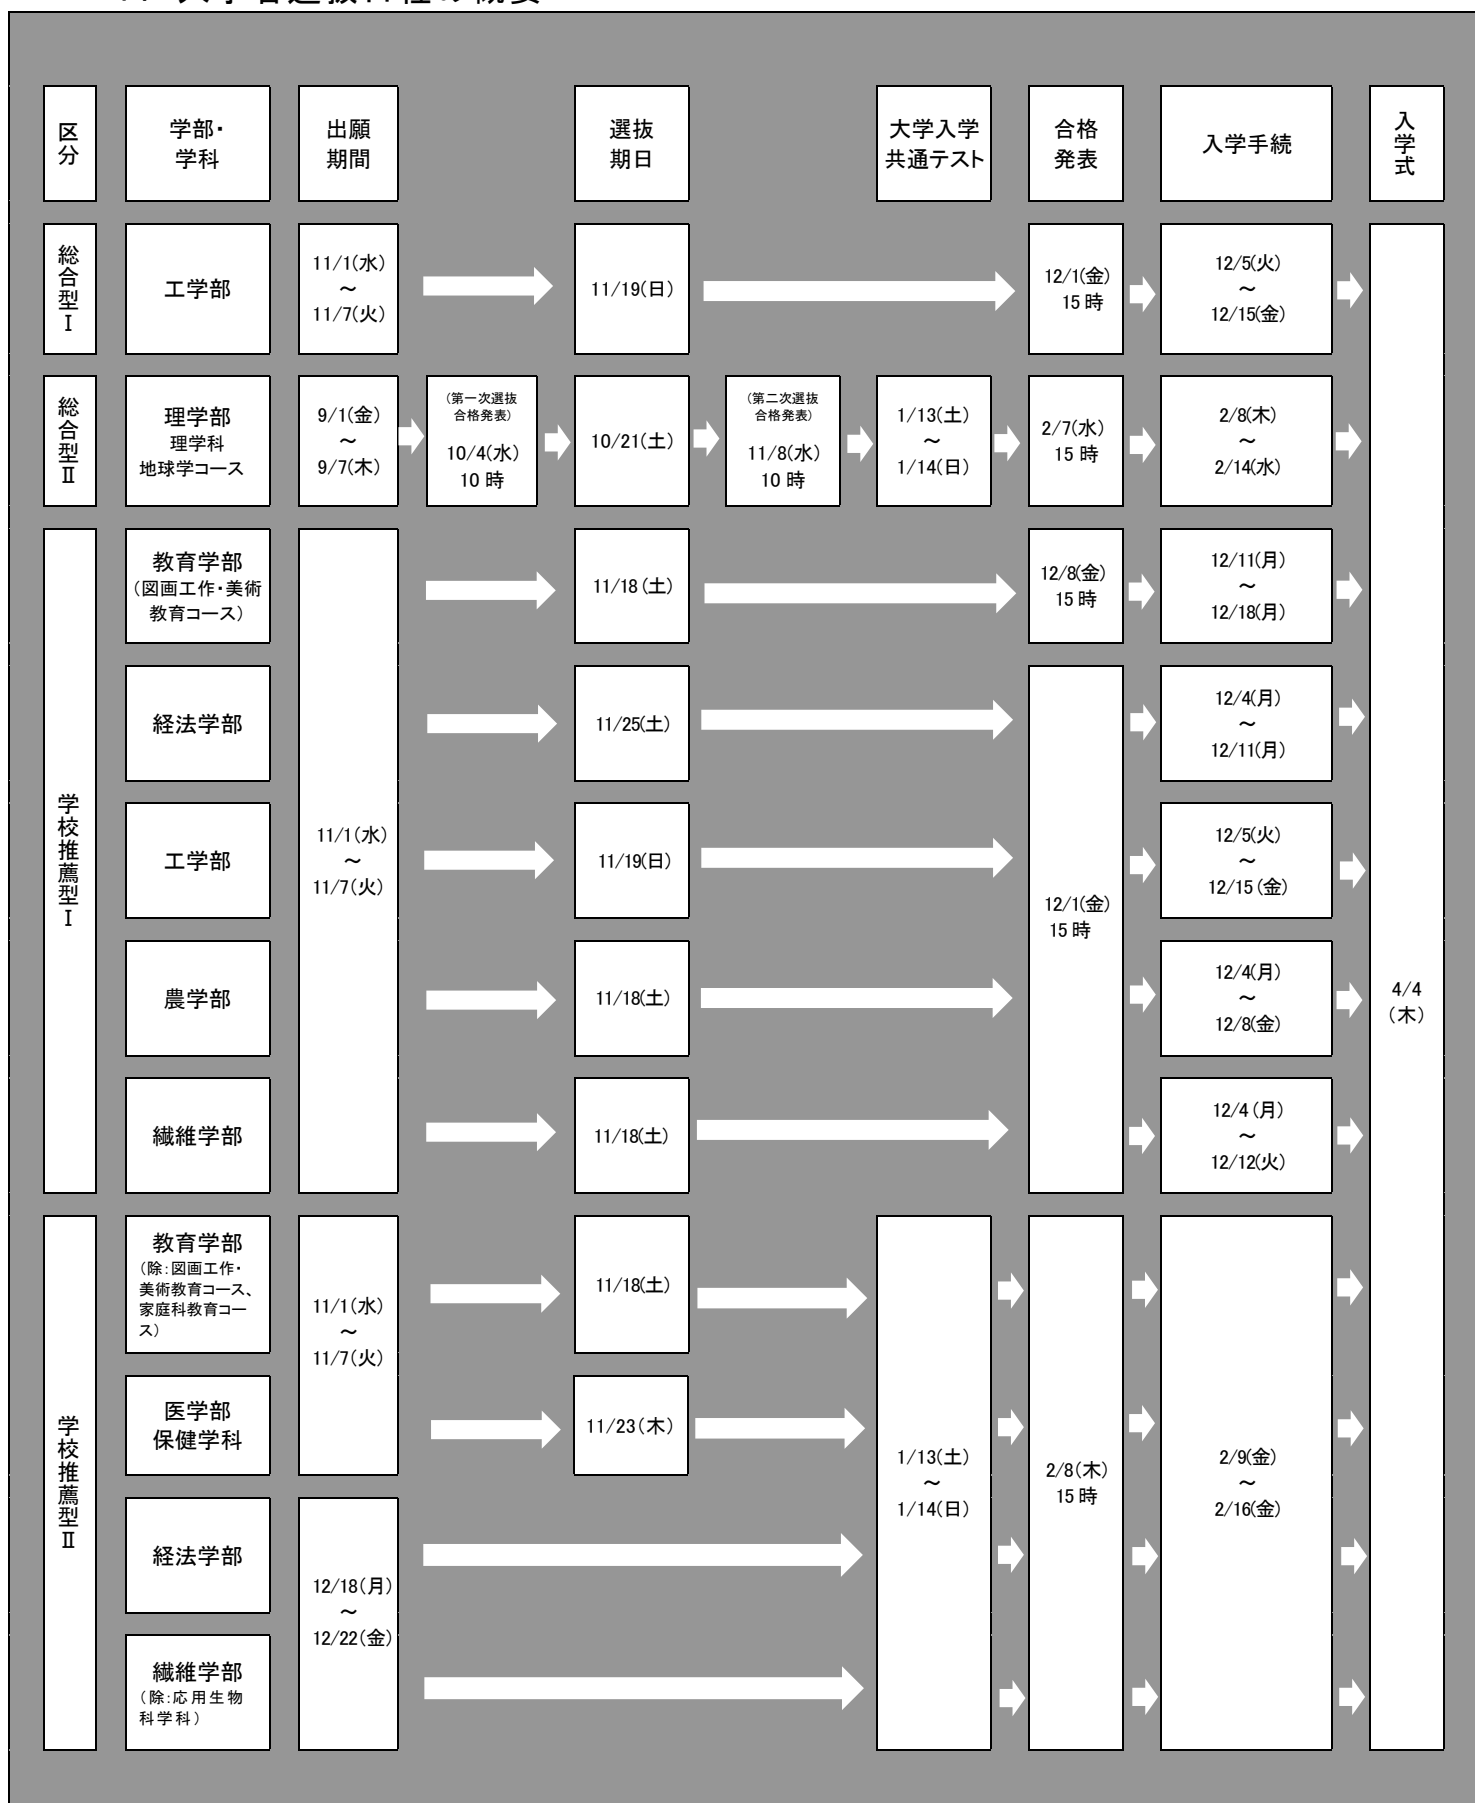 入学者選抜日程の概要
区分
学部・
学科
出願
期間
選抜
期日
大学入学
共通テスト
合格
発表
入学手続
入学式
総合型Ⅰ
工学部
11/1(水)
～
11/7(火)
11/19(日)
12/1(金)
15時
12/5(火)
～
12/15(金)
総合型Ⅱ
理学部
理学科
地球学コース
9/1(金)
～
9/7(木)
(第一次選抜
合格発表)
10/4(水)
10時
10/21(土)
(第二次選抜
合格発表)
11/8(水)
10時
1/13(土)
～
1/14(日)
2/7(水)
15時
2/8(木)
～
2/14(水)
学校推薦型Ⅰ
教育学部
(図画工作・美術
教育コース)
11/18(土)
12/8(金)
15時
12/11(月)
～
12/18(月)
経法学部
11/25(土)
12/4(月)
～
12/11(月)
工学部
11/1(水)
～
11/7(火)
11/19(日)
12/1(金)
15時
12/5(火)
～
12/15(金)
農学部
11/18(土)
12/4(月)
～
12/8(金)
4/4
(木)
繊維学部
11/18(土)
12/4(月)
～
12/12(火)
学校推薦型Ⅱ
教育学部
(除:図画工作・
美術教育コース、
家庭科教育コー
ス)
11/1(水)
～
11/7(火)
11/18(土)
医学部
保健学科
11/23(木)
1/13(土)
～
1/14(日)
2/8(木)
15時
2/9(金)
～
2/16(金)
経法学部
12/18(月)
～
12/22(金)
繊維学部
(除:応用生物
科学科)